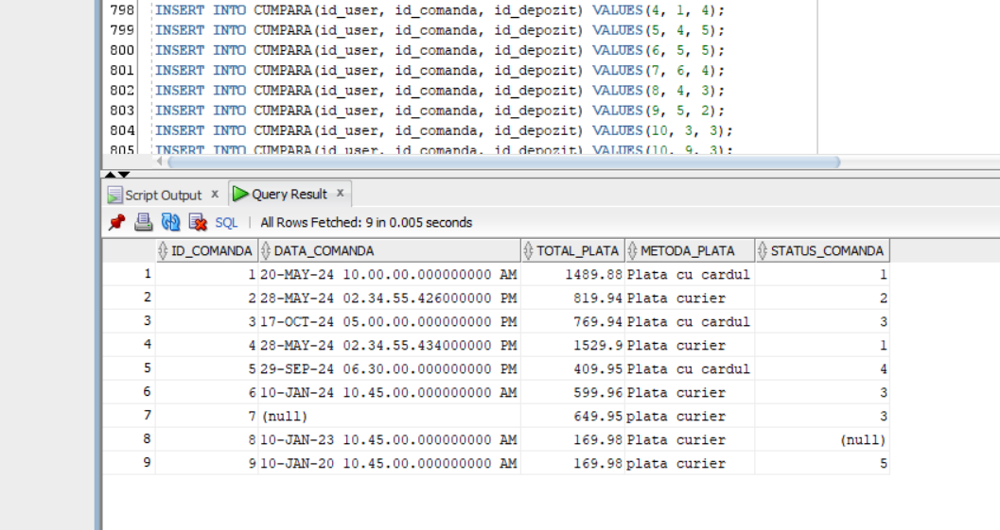 798 INSERT INTO CUMPARA(id_user, id_comanda, id_depozit) VALUES(4, 1, 4);
799 INSERT INTO CUMPARA(id_user, id_comanda, id_depozit) VALUES(5, 4, 5);
800 INSERT INTO CUMPARA(id_user, id_comanda, id_depozit) VALUES(6, 5, 5);
801 INSERT INTO CUMPARA(id_user, id_comanda, id_depozit) VALUES(7, 6, 4);
802 INSERT INTO CUMPARA(id_user, id_comanda, id_depozit) VALUES(8, 4, 3);
803 INSERT INTO CUMPARA(id_user, id_comanda, id_depozit) VALUES(9, 5, 2);
804 INSERT INTO CUMPARA(id_user, id_comanda, id_depozit) VALUES(10, 3, 3);
805 INSERT INTO CUMPARA(id_user, id_comanda, id_depozit) VALUES(10, 9, 3);
Script Output x Query Result x
SQL | All Rows Fetched: 9 in 0.005 seconds
ID_COMANDA DATA_COMANDA TOTAL_PLATA METODA_PLATA STATUS_COMANDA
1 1 20-MAY-24 10.00.00.000000000 AM 1489.88 Plata cu cardul 1
2 2 28-MAY-24 02.34.55.426000000 PM 819.94 Plata curier 2
3 3 17-OCT-24 05.00.00.000000000 PM 769.94 Plata cu cardul 3
4 4 28-MAY-24 02.34.55.434000000 PM 1529.9 Plata curier 1
5 5 29-SEP-24 06.30.00.000000000 PM 409.95 Plata cu cardul 4
6 6 10-JAN-24 10.45.00.000000000 AM 599.96 Plata curier 3
7 7 (null) 649.95 plata curier 3
8 8 10-JAN-23 10.45.00.000000000 AM 169.98 Plata curier (null)
9 9 10-JAN-20 10.45.00.000000000 AM 169.98 plata curier 5